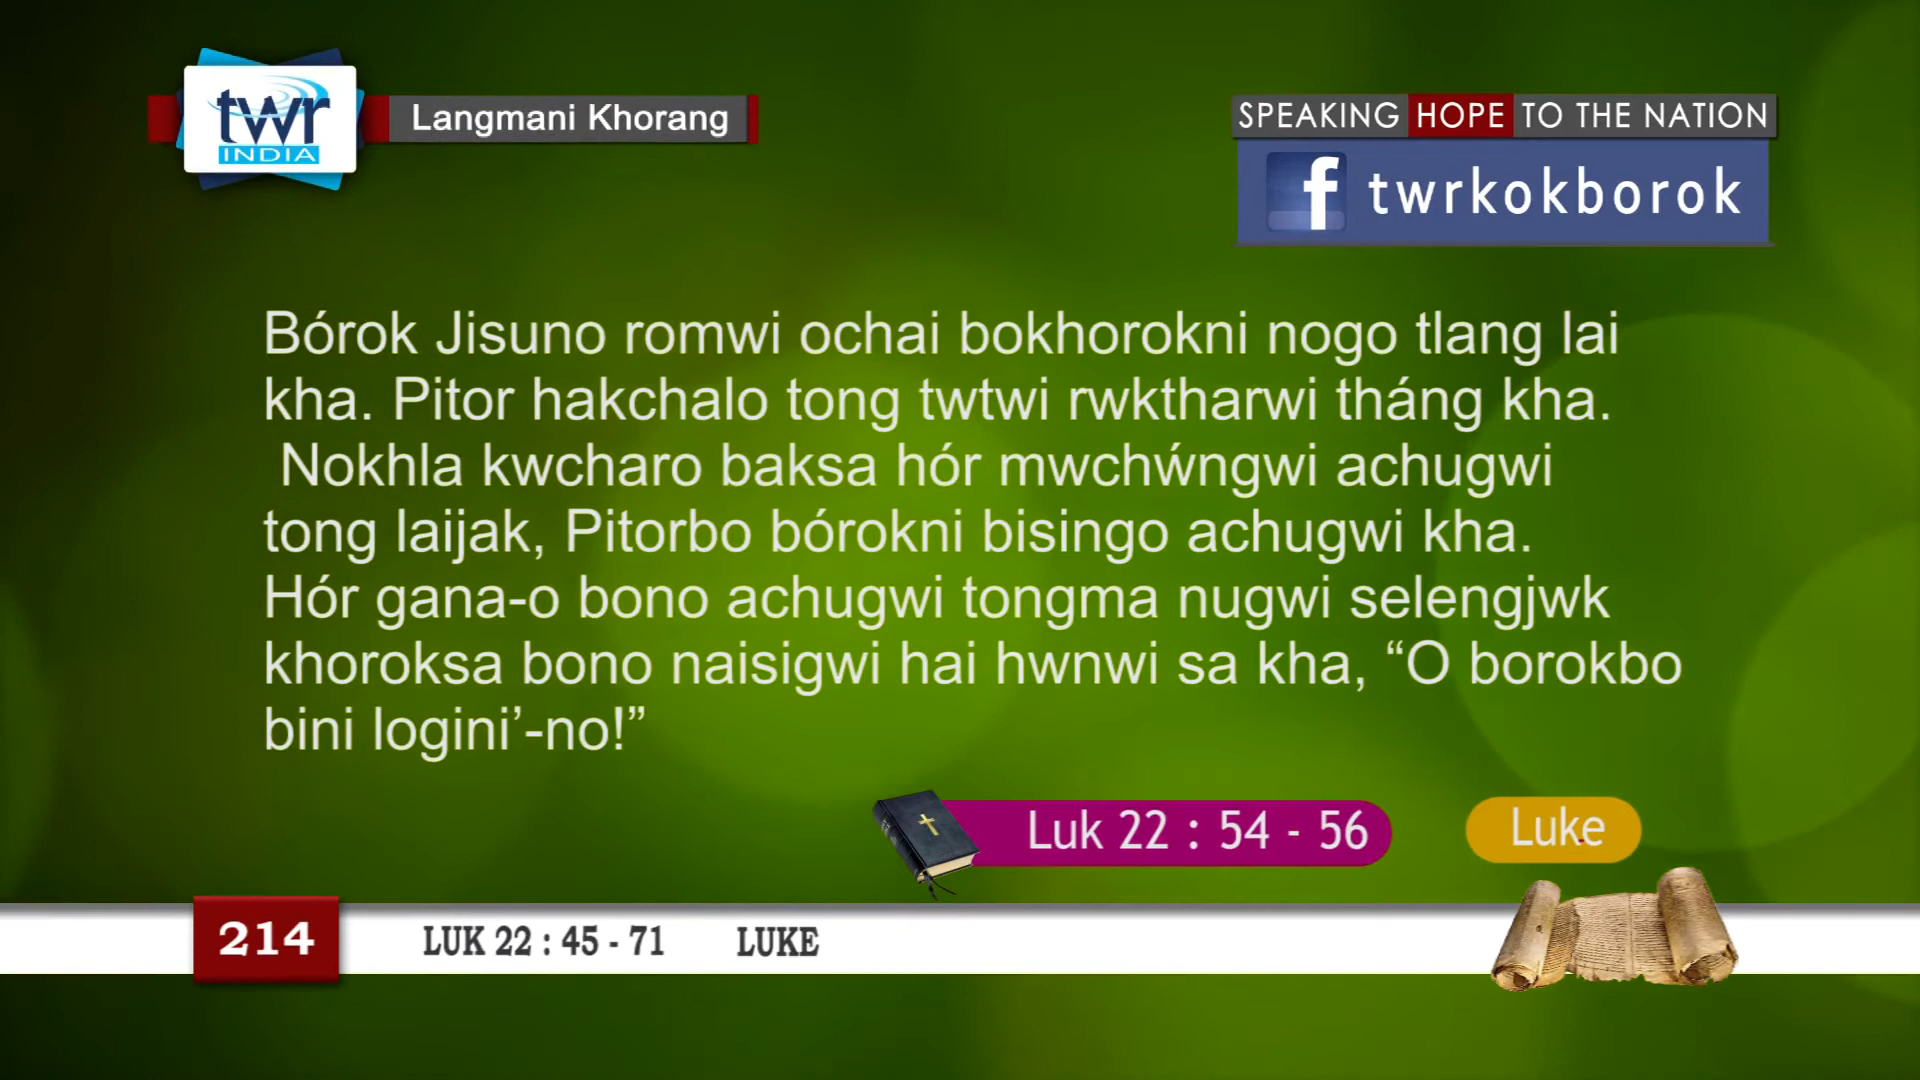 twr
INDIA
Langmani Khorang
SPEAKING HOPE TO THE NATION
f twrkokborok
Bórok Jisuno romwi ochai bokhorokni nogo tlang lai
kha. Pitor hakchalo tong twtwi rwktharwi tháng kha.
Nokhla kwcharo baksa hór mwchẃngwi achugwi
tong laijak, Pitorbo bórokni bisingo achugwi kha.
Hór gana-o bono achugwi tongma nugwi selengjwk
khoroksa bono naisigwi hai hwnwi sa kha, “O borokbo
bini logini’-no!”
Luk 22 : 54 - 56
Luke
214
LUK 22 : 45 - 71 LUKE